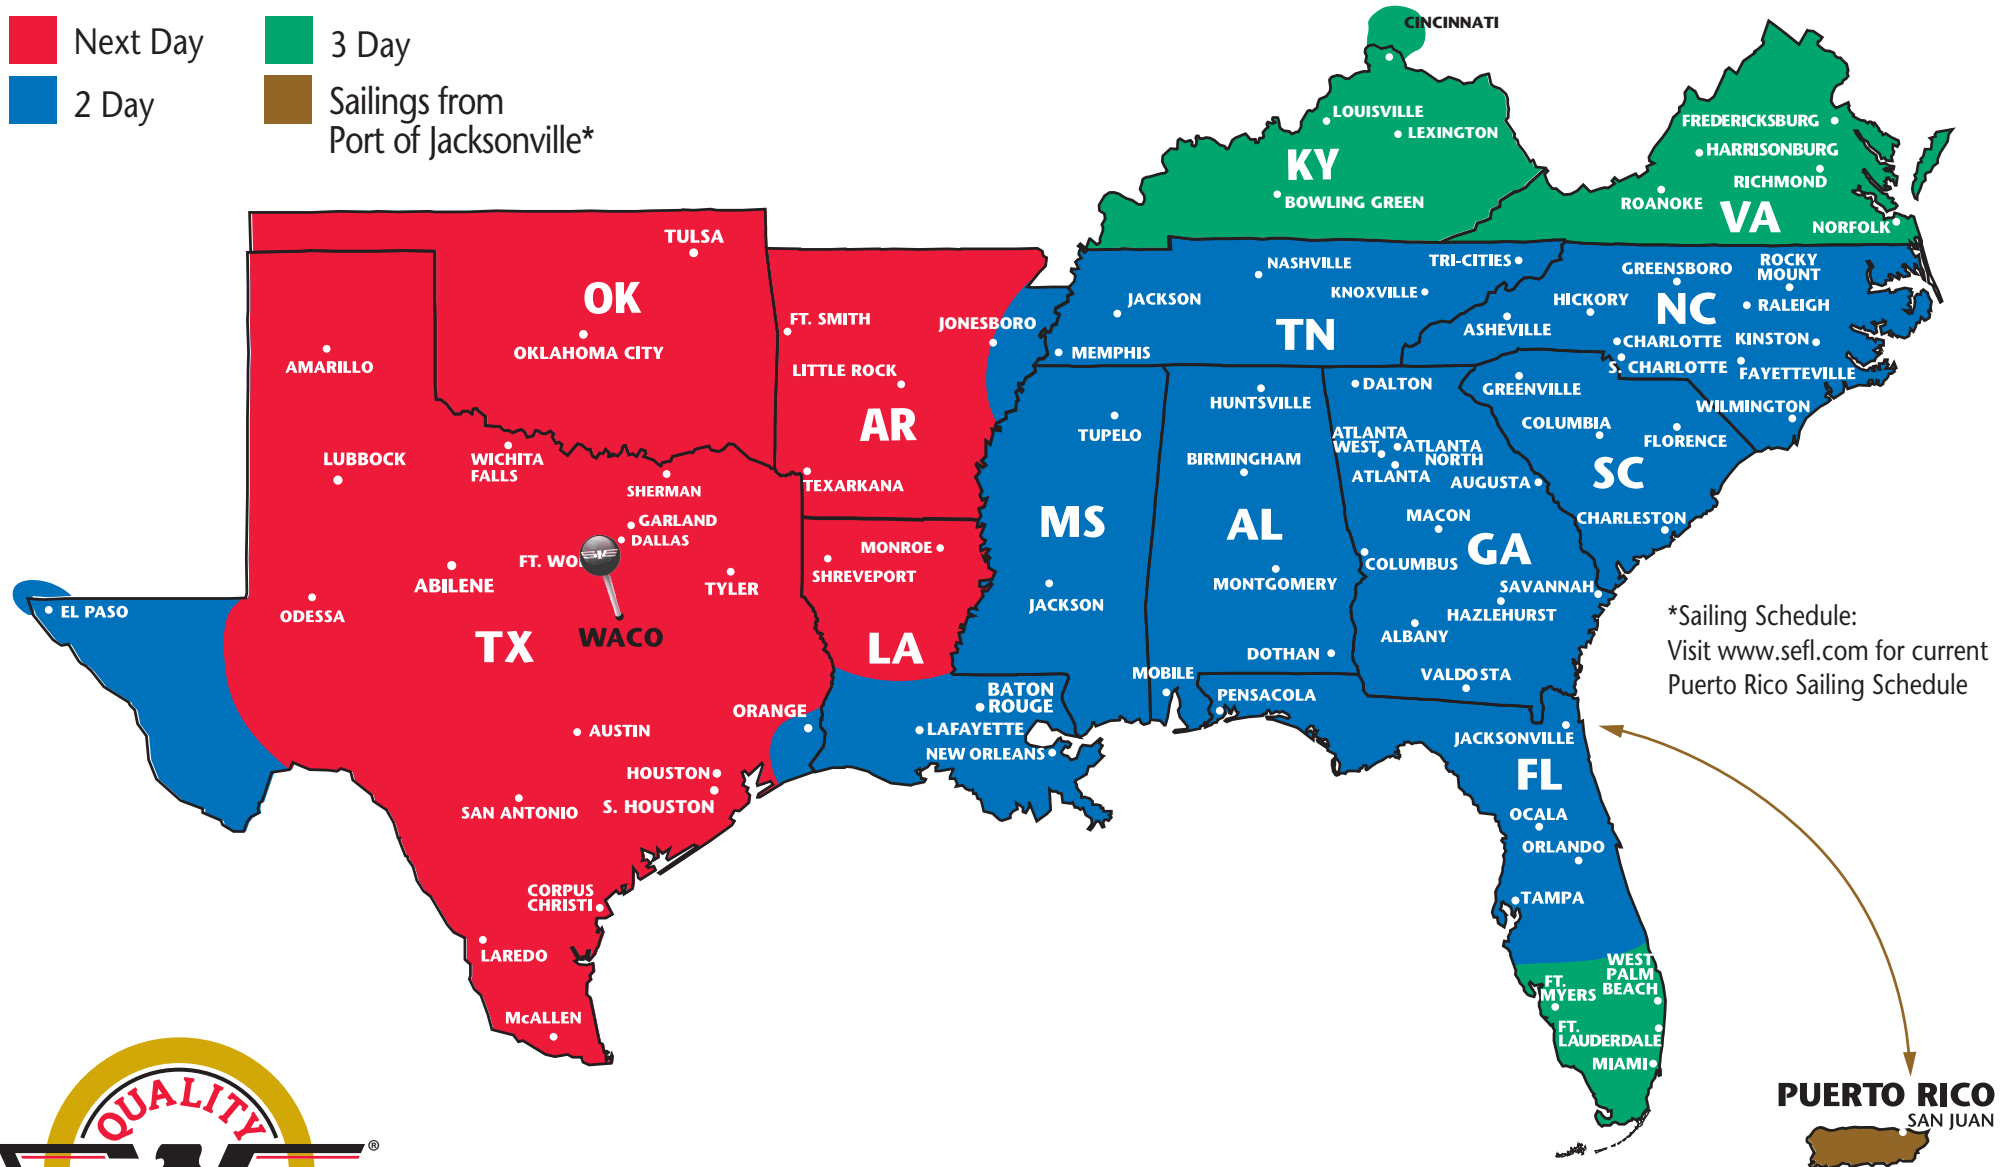 Next Day
3 Day
2 Day
Sailings from
Port of Jacksonville*
CINCINNATI
LOUISVILLE
LEXINGTON
KY
BOWLING GREEN
FREDERICKSBURG
HARRISONBURG
RICHMOND
ROANOKE
VA
NORFOLK
TULSA
OK
OKLAHOMA CITY
AMARILLO
LUBBOCK
WICHITA
FALLS
SHERMAN
GARLAND
DALLAS
FT. WO
ABILENE
TYLER
ODESSA
EL PASO
TX
WACO
AUSTIN
ORANGE
HOUSTON
S. HOUSTON
SAN ANTONIO
CORPUS
CHRISTI
LAREDO
McALLEN
FT. SMITH
JONESBORO
LITTLE ROCK
AR
TEXARKANA
MONROE
SHREVEPORT
LA
BATON
ROUGE
LAFAYETTE
NEW ORLEANS
NASHVILLE
TRI-CITIES
KNOXVILLE
JACKSON
TN
MEMPHIS
TUPELO
MS
JACKSON
HUNTSVILLE
BIRMINGHAM
AL
MONTGOMERY
DOTHAN
MOBILE
DALTON
ATLANTA
WEST
ATLANTA
NORTH
ATLANTA
AUGUSTA
MACON
GA
COLUMBUS
SAVANNAH
HAZLEHURST
ALBANY
VALDOSTA
GREENSBORO
ROCKY
MOUNT
HICKORY
NC
RALEIGH
ASHEVILLE
CHARLOTTE
KINSTON
S. CHARLOTTE
FAYETTEVILLE
WILMINGTON
GREENVILLE
COLUMBIA
FLORENCE
SC
CHARLESTON
PENSACOLA
JACKSONVILLE
FL
OCALA
ORLANDO
TAMPA
WEST
PALM
BEACH
FT.
MYERS
FT.
LAUDERDALE
MIAMI
*Sailing Schedule:
Visit www.sefl.com for current
Puerto Rico Sailing Schedule
PUERTO RICO
SAN JUAN
QUALITY
®